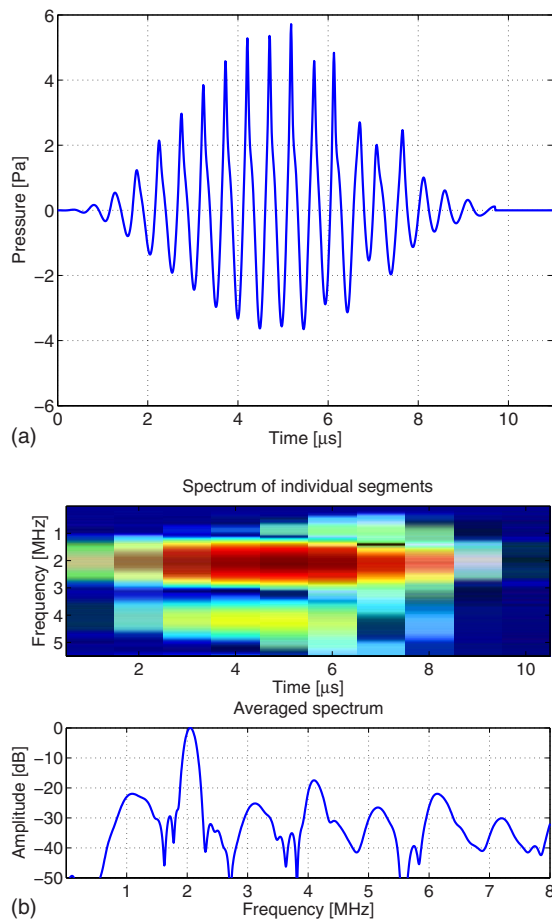 6
4
2
0
−2
−4
−6
Pressure [Pa]
0 2 4 6 8 10
Time [μs]
(a)
Spectrum of individual segments
1
2
3
4
5
Frequency [MHz]
2 4 6 8 10
Time [μs]
Averaged spectrum
0
−10
−20
−30
−40
−50
Amplitude [dB]
1 2 3 4 5 6 7 8
Frequency [MHz]
(b)